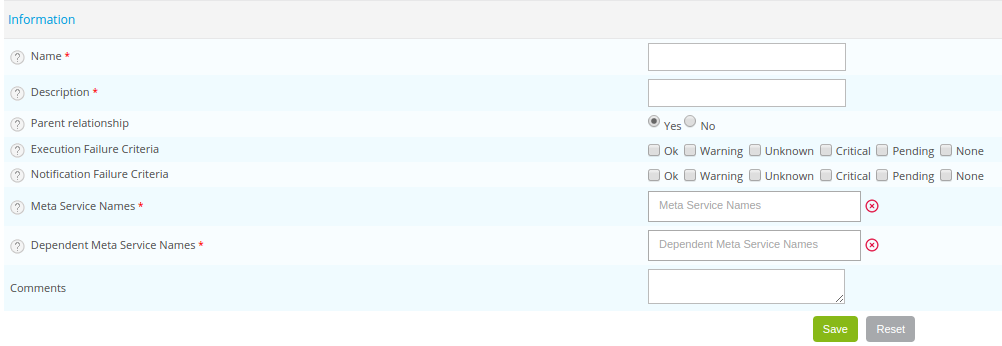 Information
? Name *
? Description *
? Parent relationship Yes No
? Execution Failure Criteria Ok Warning Unknown Critical Pending None
? Notification Failure Criteria Ok Warning Unknown Critical Pending None
? Meta Service Names * Meta Service Names
? Dependent Meta Service Names * Dependent Meta Service Names
Comments
Save Reset